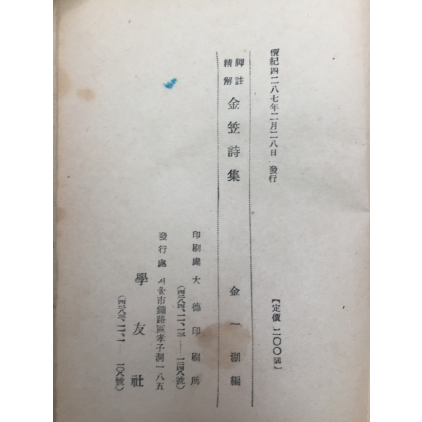 檀紀四二八七年二月二八日 發行
【定價 二〇〇圜】
脚註
精解
金笠詩集
金一湖編
印刷處 大德印刷所
發行處 서울市鍾路區孝子洞一八五
學友社